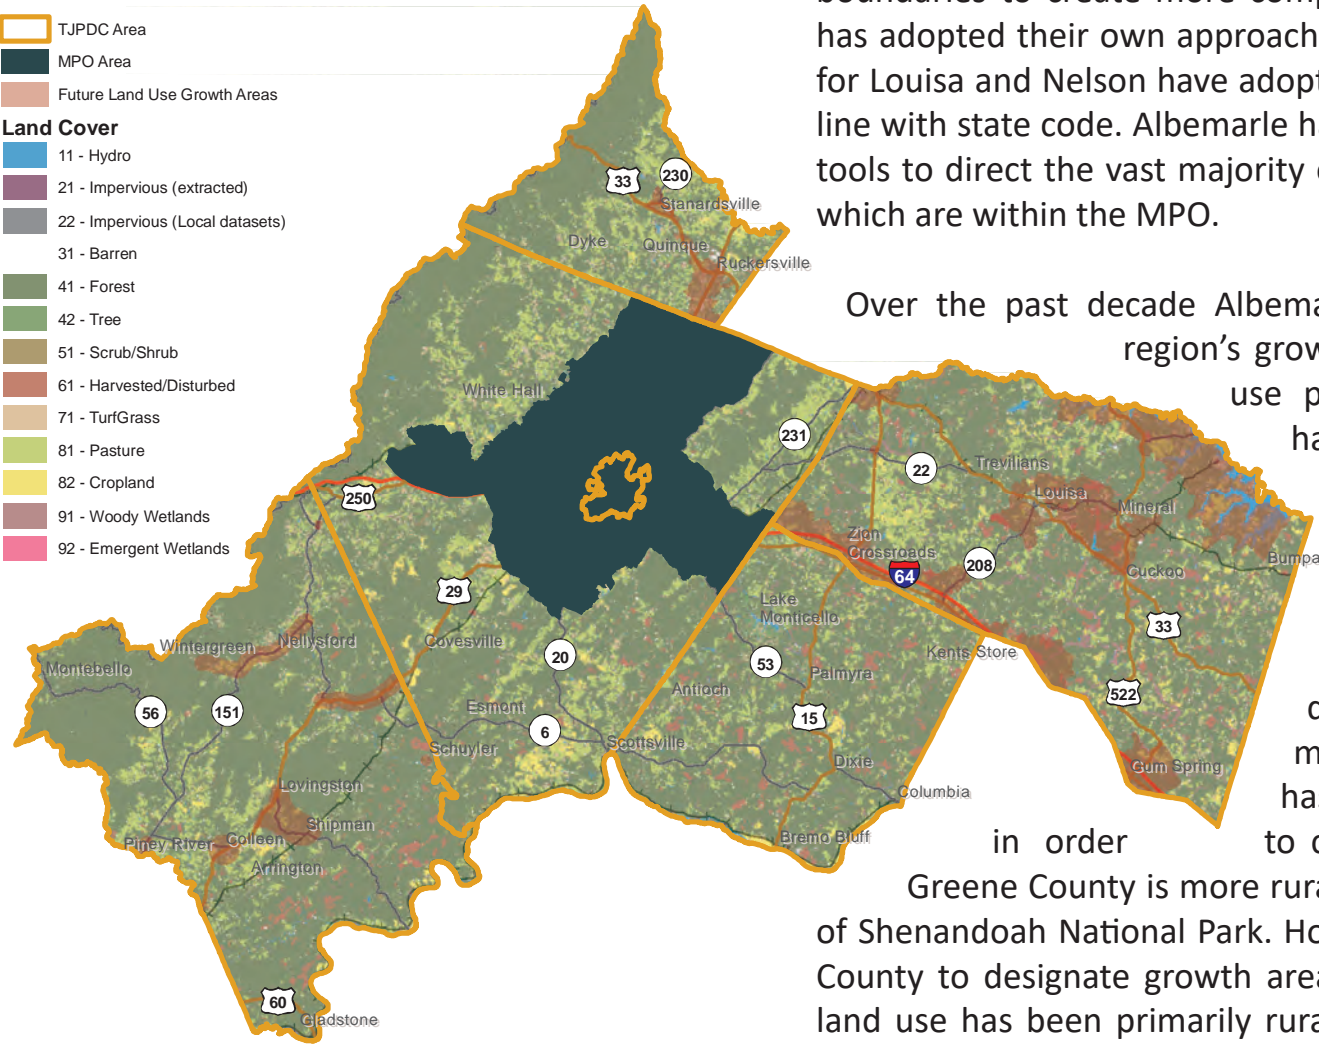 TJPDC Area
MPO Area
Future Land Use Growth Areas
Land Cover
11 - Hydro
21 - Impervious (extracted)
22 - Impervious (Local datasets)
31 - Barren
41 - Forest
42 - Tree
51 - Scrub/Shrub
61 - Harvested/Disturbed
71 - TurfGrass
81 - Pasture
82 - Cropland
91 - Woody Wetlands
92 - Emergent Wetlands
33
230
Stanardsville
Dyke
Quinque
Ruckersville
White Hall
231
22
Trevilians
250
Louisa
Mineral
Zion
Crossroads
64
208
Bumpa
Cuckoo
29
Lake
Monticello
33
Covesville
Nellysford
Wintergreen
Montebello
20
53
Palmyra
Kents Store
Antioch
522
56
151
Esmont
6
15
Schuyler
Scottsville
Dixie
Gum Spring
Lovingston
Columbia
Shipman
Piney River
Colleen
Bremo Bluff
Arrington
60
Gladstone
has adopted their own approach
for Louisa and Nelson have adopt
line with state code. Albemarle ha
tools to direct the vast majority
which are within the MPO.
Over the past decade Albema
region's grow
use p
ha
m
ha
in order to
Greene County is more rura
of Shenandoah National Park. Ho
County to designate growth area
land use has been primarily rura